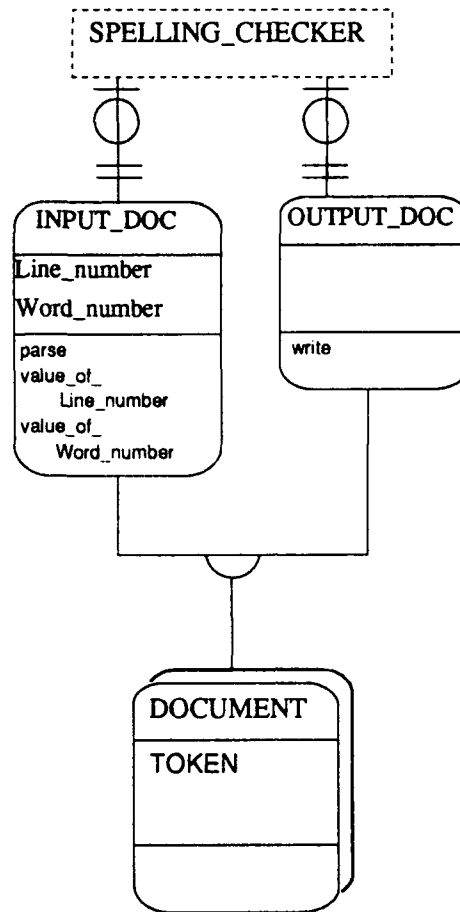 SPELLING_CHECKER
INPUT_DOC
Line_number
Word_number
parse
value_of_
Line_number
value_of_
Word_number
OUTPUT_DOC
write
DOCUMENT
TOKEN